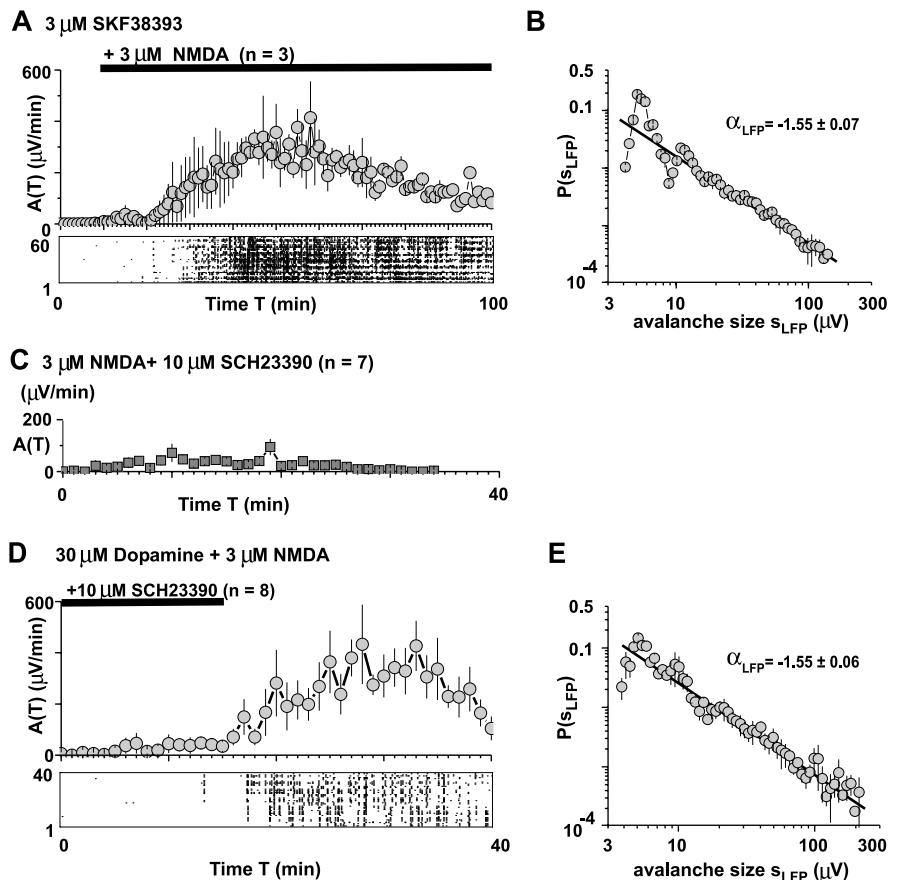 A 3 μM SKF38393
+ 3 μM NMDA (n = 3)
600
A(T) (μV/min)
0
60
1
0 Time T (min) 100
B
0.5
0.1
P(sLFP)
10-4
αLFP= -1.55 ± 0.07
3 10 100 300
avalanche size sLFP (μV)
C 3 μM NMDA+ 10 μM SCH23390 (n = 7)
(μV/min)
200
A(T)
0
0 40
Time T (min)
D 30 μM Dopamine + 3 μM NMDA
+10 μM SCH23390 (n = 8)
600
A(T) (μV/min)
0
40
1
0 40
Time T (min)
E
0.5
0.1
P(sLFP)
10-4
αLFP= -1.55 ± 0.06
3 10 100 300
avalanche size sLFP (μV)